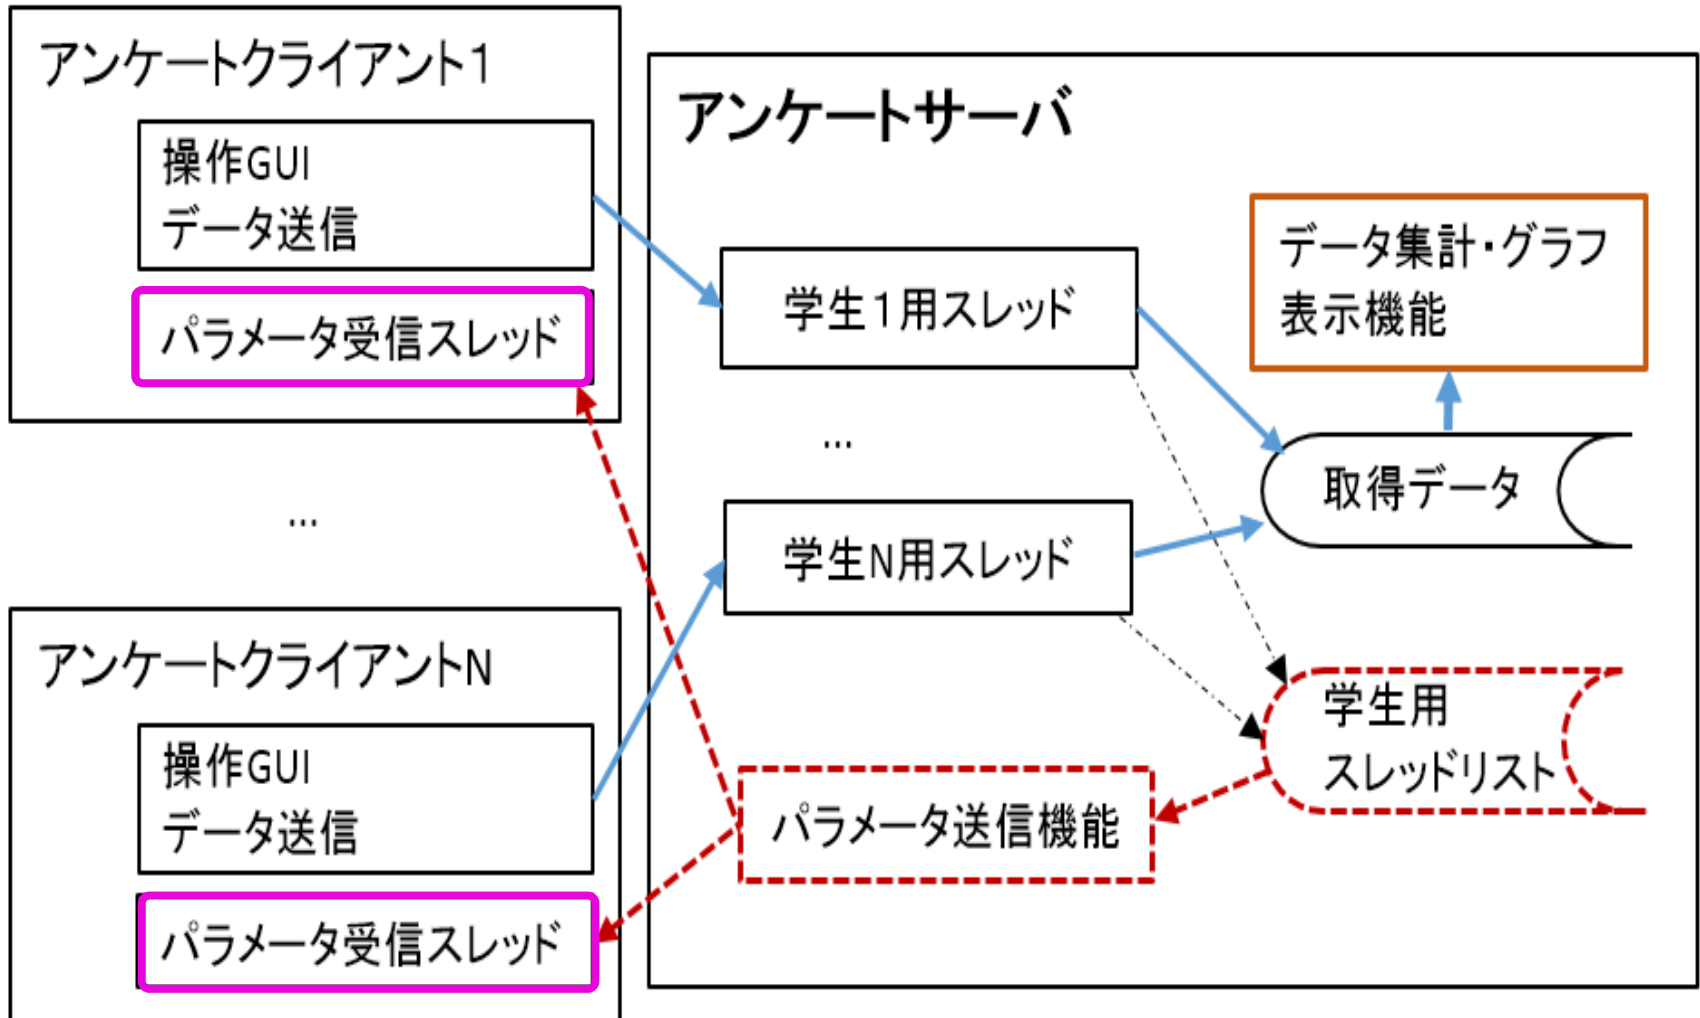 アンケートクライアント1
操作GUI
データ送信
パラメータ受信スレッド
...
アンケートクライアントN
操作GUI
データ送信
パラメータ受信スレッド
アンケートサーバ
学生1用スレッド
...
学生N用スレッド
データ集計・グラフ
表示機能
取得データ
学生用
スレッドリスト
パラメータ送信機能